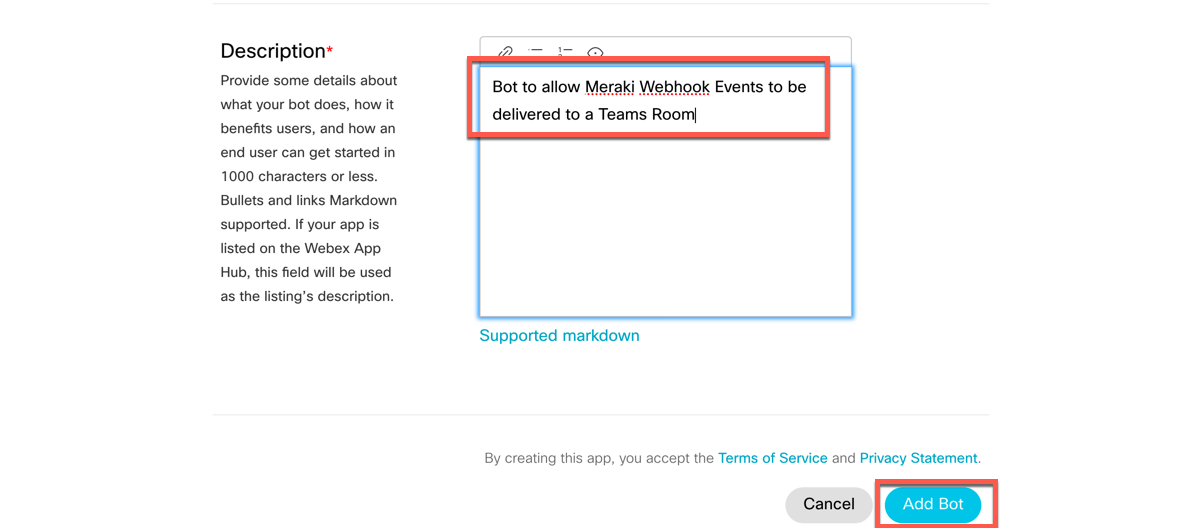 Description*
Provide some details about
what your bot does, how it
benefits users, and how an
end user can get started in
1000 characters or less.
Bullets and links Markdown
supported. If your app is
listed on the Webex App
Hub, this field will be used
as the listing's description.
Bot to allow Meraki Webhook Events to be
delivered to a Teams Room
Supported markdown
By creating this app, you accept the Terms of Service and Privacy Statement.
Cancel
Add Bot